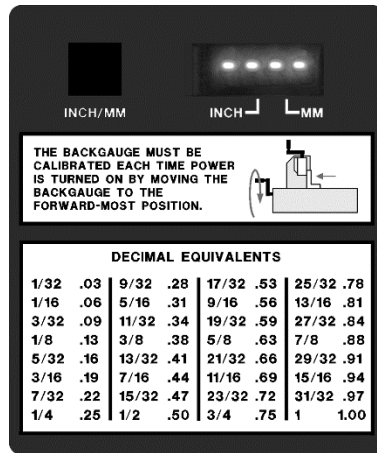 INCH/MM
INCH MM
THE BACKGAUGE MUST BE
CALIBRATED EACH TIME POWER
IS TURNED ON BY MOVING THE
BACKGAUGE TO THE
FORWARD-MOST POSITION.
DECIMAL EQUIVALENTS
1/32 .03 9/32 .28 17/32 .53 25/32 .78
1/16 .06 5/16 .31 9/16 .56 13/16 .81
3/32 .09 11/32 .34 19/32 .59 27/32 .84
1/8 .13 3/8 .38 5/8 .63 7/8 .88
5/32 .16 13/32 .41 21/32 .66 29/32 .91
3/16 .19 7/16 .44 11/16 .69 15/16 .94
7/32 .22 15/32 .47 23/32 .72 31/32 .97
1/4 .25 1/2 .50 3/4 .75 1 1.00